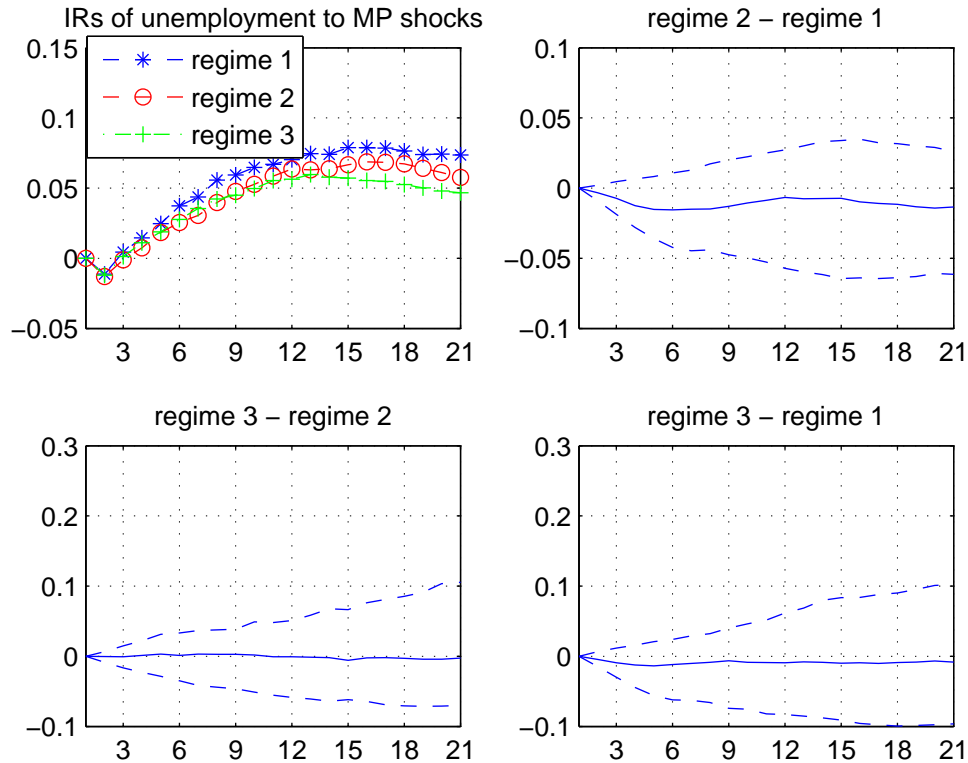 IRs of unemployment to MP shocks
0.15
0.1
0.05
0
−0.05
regime 1
regime 2
regime 3
3 6 9 12 15 18 21
regime 2 − regime 1
0.1
0.05
0
−0.05
−0.1
3 6 9 12 15 18 21
regime 3 − regime 2
0.3
0.2
0.1
0
−0.1
3 6 9 12 15 18 21
regime 3 − regime 1
0.3
0.2
0.1
0
−0.1
3 6 9 12 15 18 21